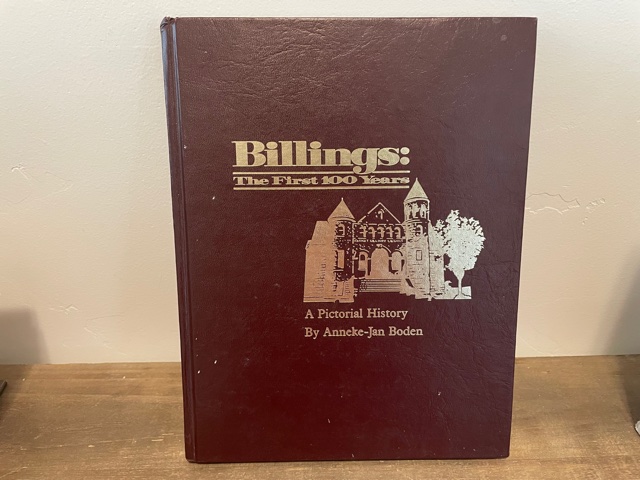 Billings:
The First 100 Years
A Pictorial History
By Anneke-Jan Boden